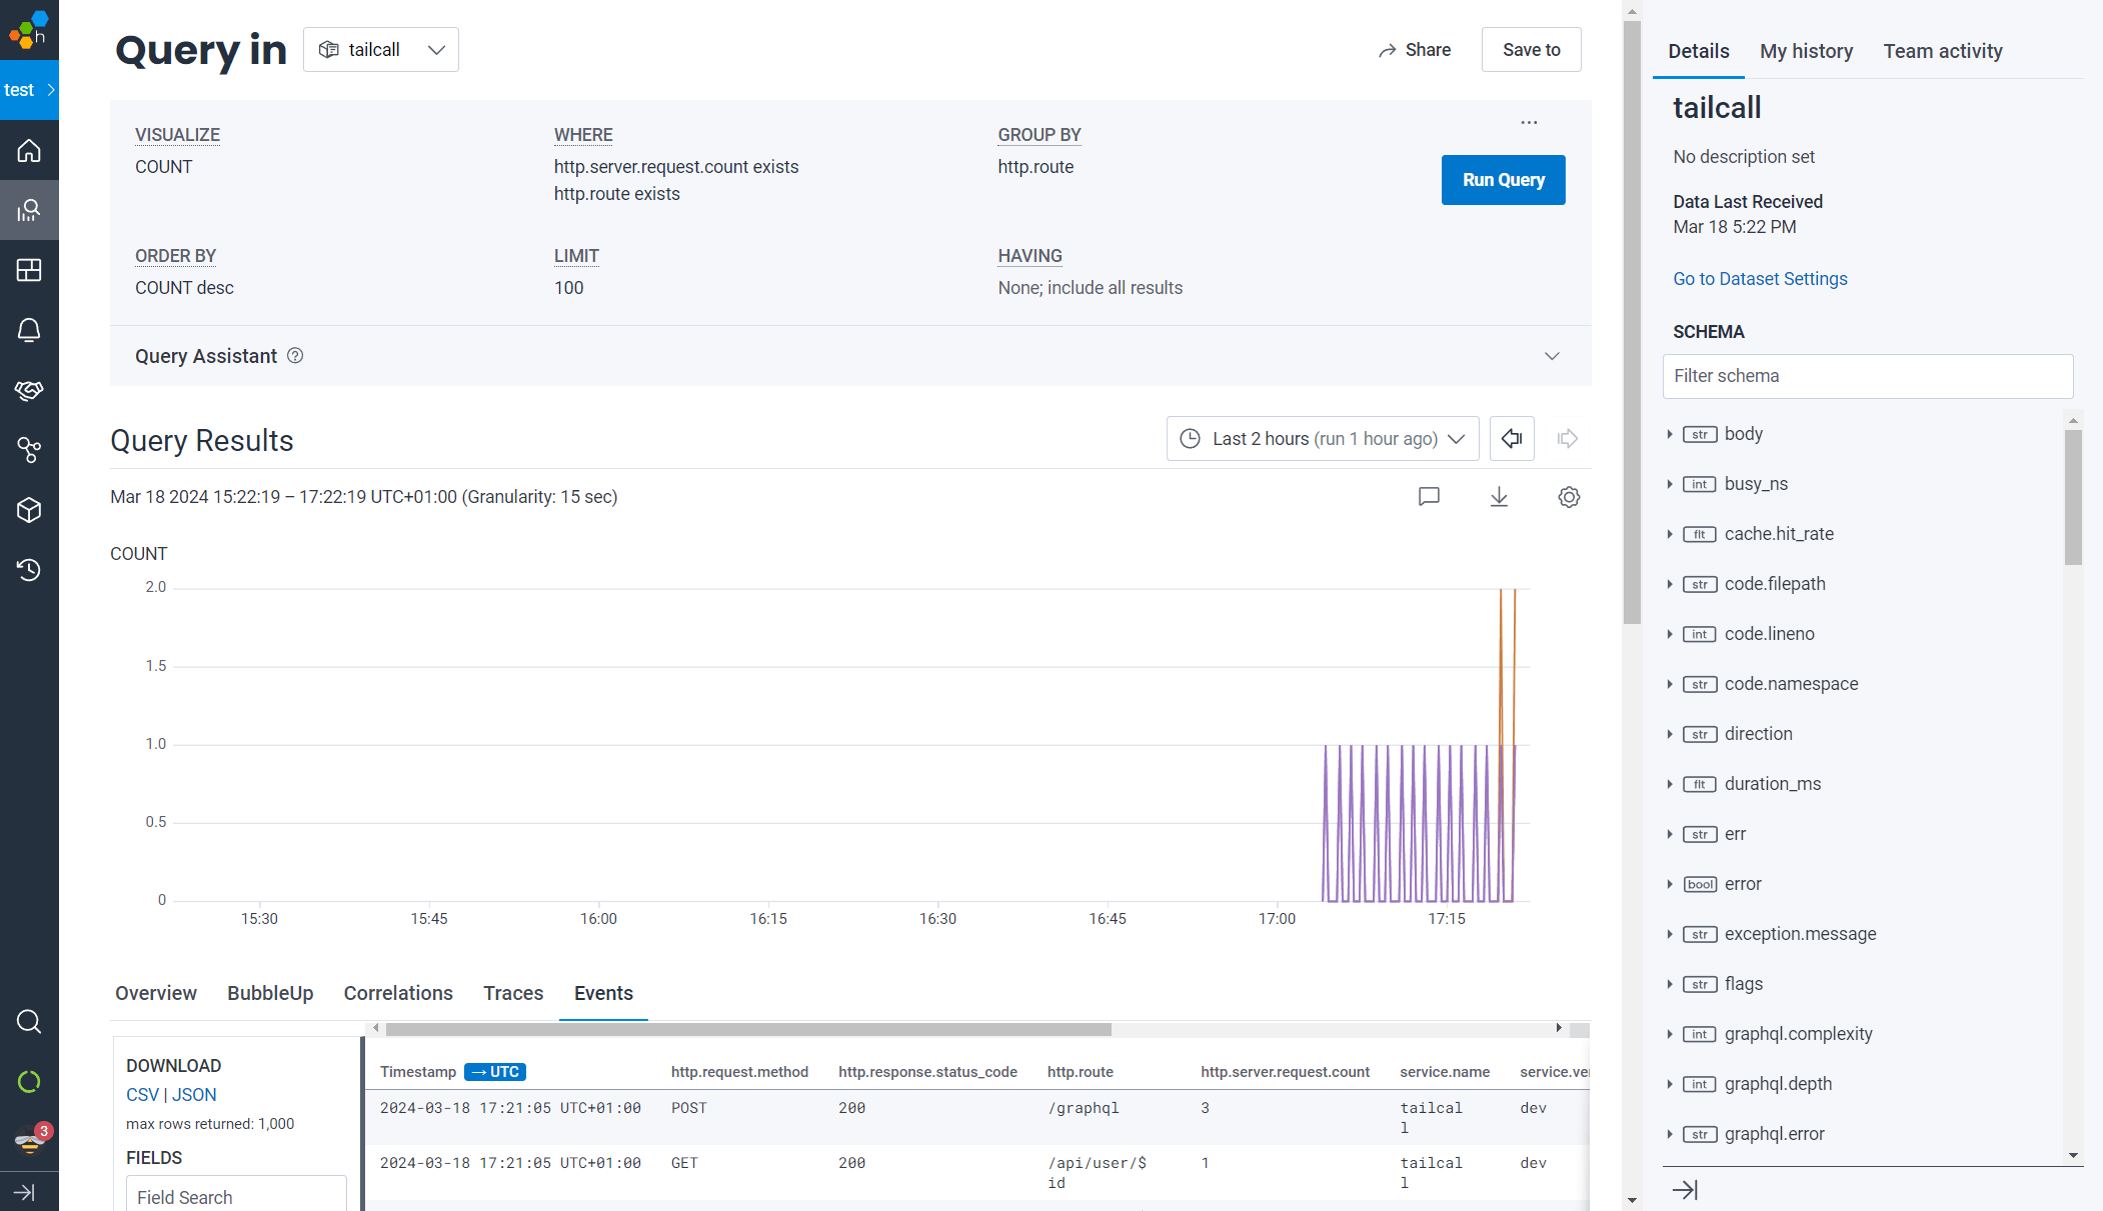 h
test
3
Query in
tailcall
Share
Save to
VISUALIZE
COUNT
WHERE
http.server.request.count exists
http.route exists
GROUP BY
http.route
Run Query
ORDER BY
COUNT desc
LIMIT
100
HAVING
None; include all results
Query Assistant
Query Results
Last 2 hours (run 1 hour ago)
Mar 18 2024 15:22:19 – 17:22:19 UTC+01:00 (Granularity: 15 sec)
COUNT
2.0
1.5
1.0
0.5
0
15:30 15:45 16:00 16:15 16:30 16:45 17:00 17:15
Overview BubbleUp Correlations Traces Events
DOWNLOAD
CSV | JSON
max rows returned: 1,000
FIELDS
Field Search
Timestamp → UTC http.request.method http.response.status_code http.route http.server.request.count service.name service.ve
2024-03-18 17:21:05 UTC+01:00 POST 200 /graphql 3 tailcal dev
l
2024-03-18 17:21:05 UTC+01:00 GET 200 /api/user/$ 1 tailcal dev
id l
Details My history Team activity
tailcall
No description set
Data Last Received
Mar 18 5:22 PM
Go to Dataset Settings
SCHEMA
Filter schema
str body
int busy_ns
flt cache.hit_rate
str code.filepath
int code.lineno
str code.namespace
str direction
flt duration_ms
str err
bool error
str exception.message
str flags
int graphql.complexity
int graphql.depth
str graphql.error